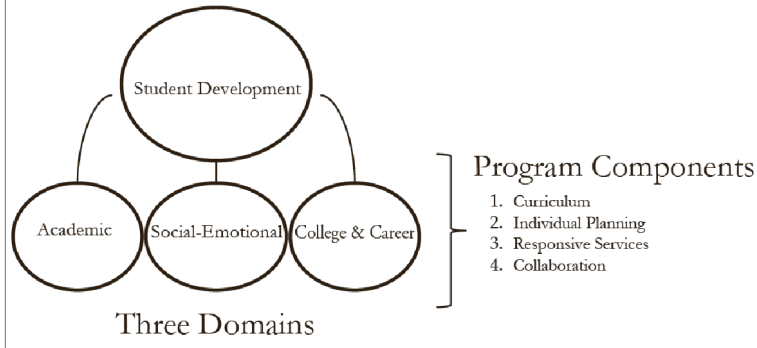 Student Development
Academic
Social-Emotional
College & Career
Three Domains
Program Components
1. Curriculum
2. Individual Planning
3. Responsive Services
4. Collaboration